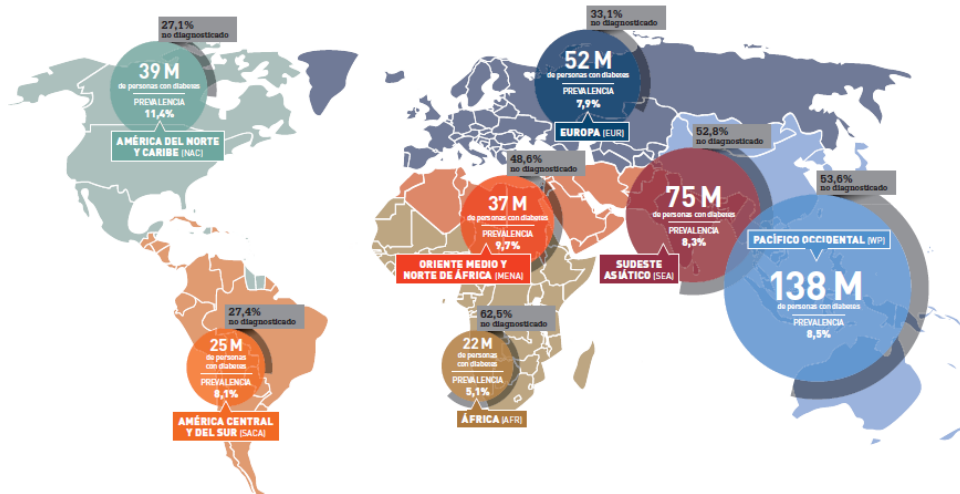 27,1%
no diagnosticado
39 M
de personas con diabetes
PREVALENCIA
11,4%
AMÉRICA DEL NORTE
Y CARIBE (NAC)
33,1%
no diagnosticado
52 M
de personas con diabetes
PREVALENCIA
7,9%
EUROPA (EUR)
48,6%
no diagnosticado
37 M
de personas con diabetes
PREVALENCIA
9,7%
ORIENTE MEDIO Y
NORTE DE ÁFRICA (MENA)
52,8%
no diagnosticado
75 M
de personas con diabetes
PREVALENCIA
8,3%
SUDESTE
ASIÁTICO (SEA)
53,6%
no diagnosticado
PACÍFICO OCCIDENTAL (WP)
138 M
de personas con diabetes
PREVALENCIA
8,5%
27,4%
no diagnosticado
25 M
de personas
con diabetes
PREVALENCIA
8,1%
AMÉRICA CENTRAL
Y DEL SUR (SACA)
62,5%
no diagnosticado
22 M
de personas
con diabetes
PREVALENCIA
5,1%
ÁFRICA (AFR)